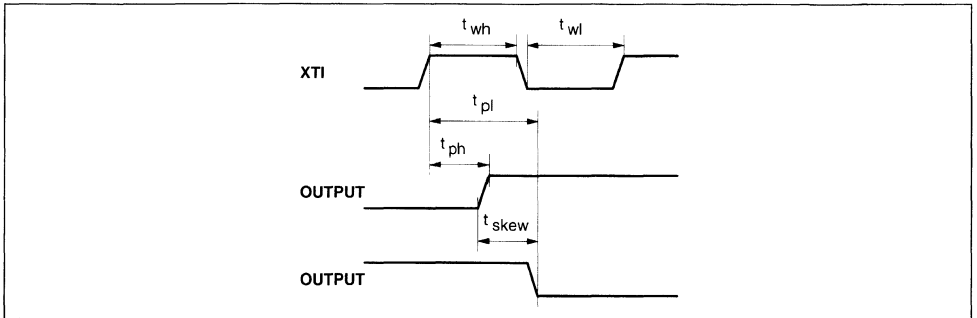 t wh
t wl
XTI
t pl
t ph
OUTPUT
t skew
OUTPUT